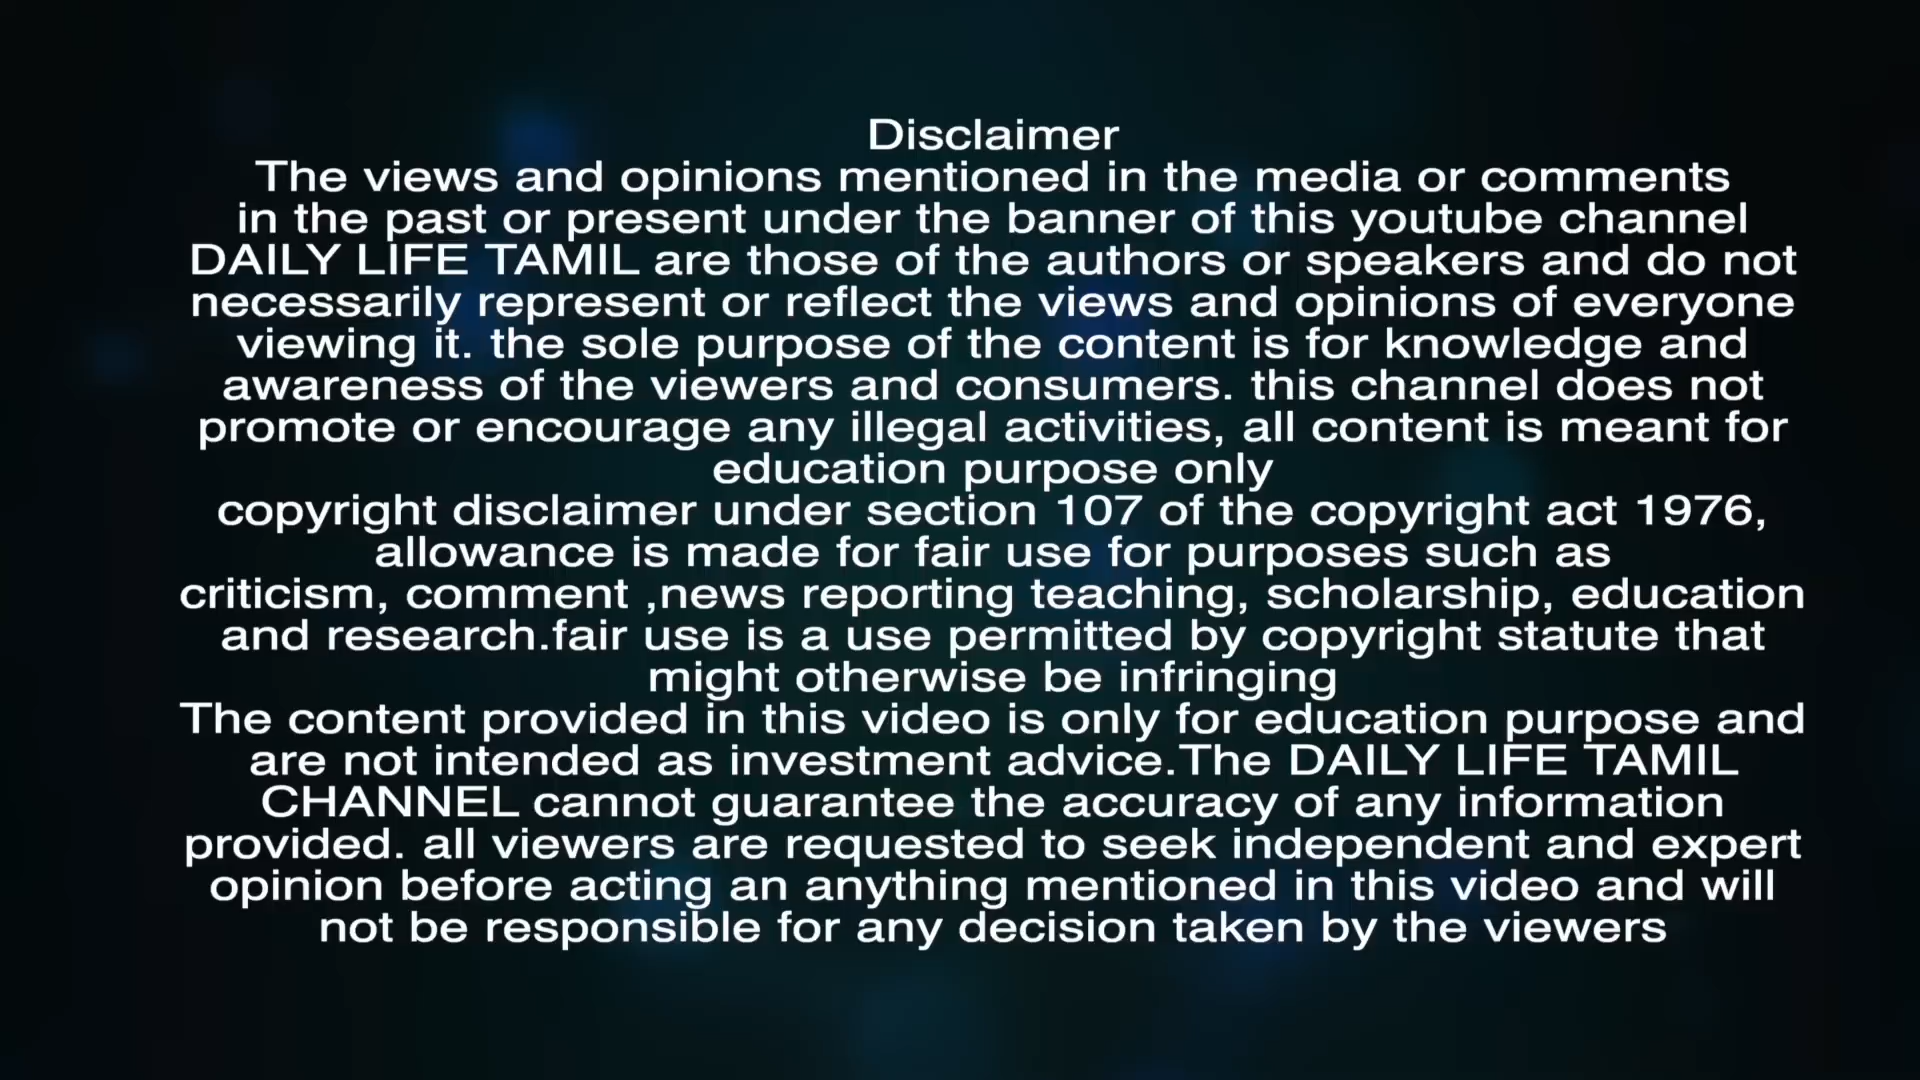 Disclaimer
The views and opinions mentioned in the media or comments
in the past or present under the banner of this youtube channel
DAILY LIFE TAMIL are those of the authors or speakers and do not
necessarily represent or reflect the views and opinions of everyone
viewing it. the sole purpose of the content is for knowledge and
awareness of the viewers and consumers. this channel does not
promote or encourage any illegal activities, all content is meant for
education purpose only
copyright disclaimer under section 107 of the copyright act 1976,
allowance is made for fair use for purposes such as
criticism, comment ,news reporting teaching, scholarship, education
and research.fair use is a use permitted by copyright statute that
might otherwise be infringing
The content provided in this video is only for education purpose and
are not intended as investment advice.The DAILY LIFE TAMIL
CHANNEL cannot guarantee the accuracy of any information
provided. all viewers are requested to seek independent and expert
opinion before acting an anything mentioned in this video and will
not be responsible for any decision taken by the viewers